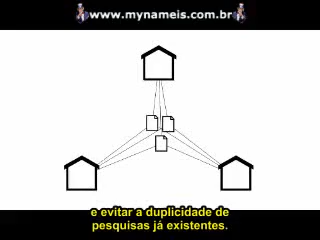 www.mynameis.com.br
e evitar a duplicidade de
pesquisas já existentes.